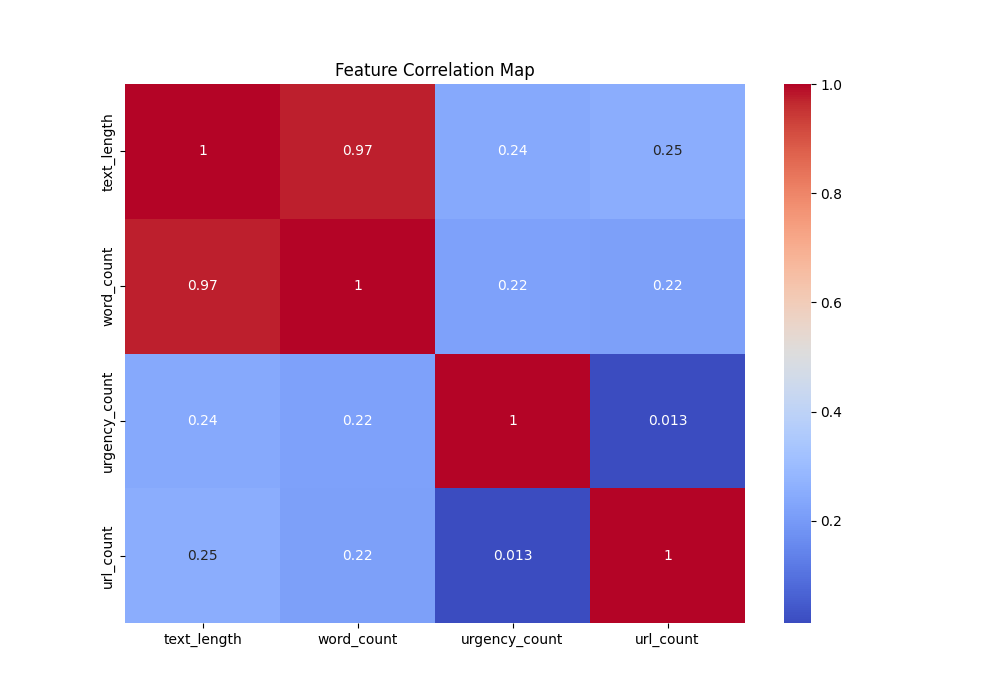 Feature Correlation Map
text_length 1 0.97 0.24 0.25
word_count 0.97 1 0.22 0.22
urgency_count 0.24 0.22 1 0.013
url_count 0.25 0.22 0.013 1
text_length word_count urgency_count url_count
1.0
0.8
0.6
0.4
0.2